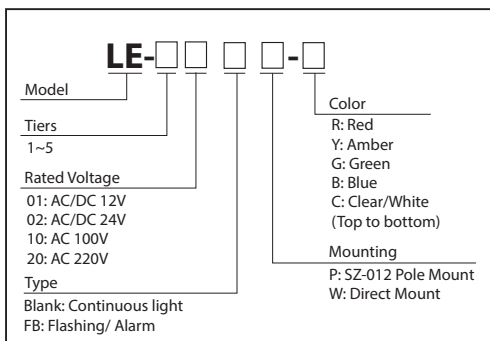 LE-□□ □ □-□
Model
Tiers
1~5
Rated Voltage
01: AC/DC 12V
02: AC/DC 24V
10: AC 100V
20: AC 220V
Type
Blank: Continuous light
FB: Flashing/ Alarm
Color
R: Red
Y: Amber
G: Green
B: Blue
C: Clear/White
(Top to bottom)
Mounting
P: SZ-012 Pole Mount
W: Direct Mount